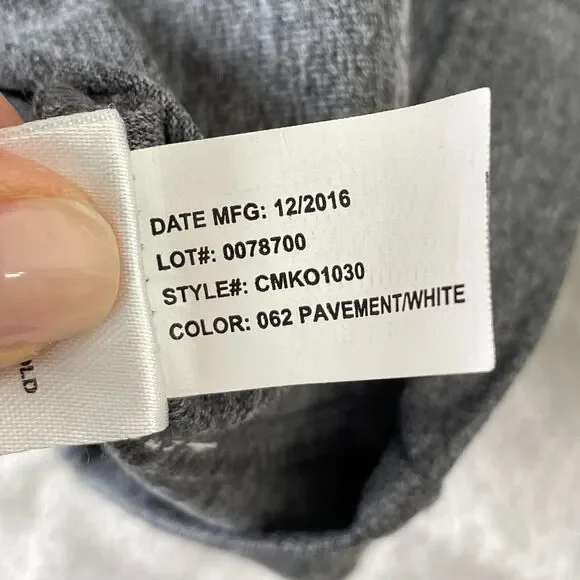 DATE MFG: 12/2016
LOT#: 0078700
STYLE#: CMKO1030
COLOR: 062 PAVEMENT/WHITE